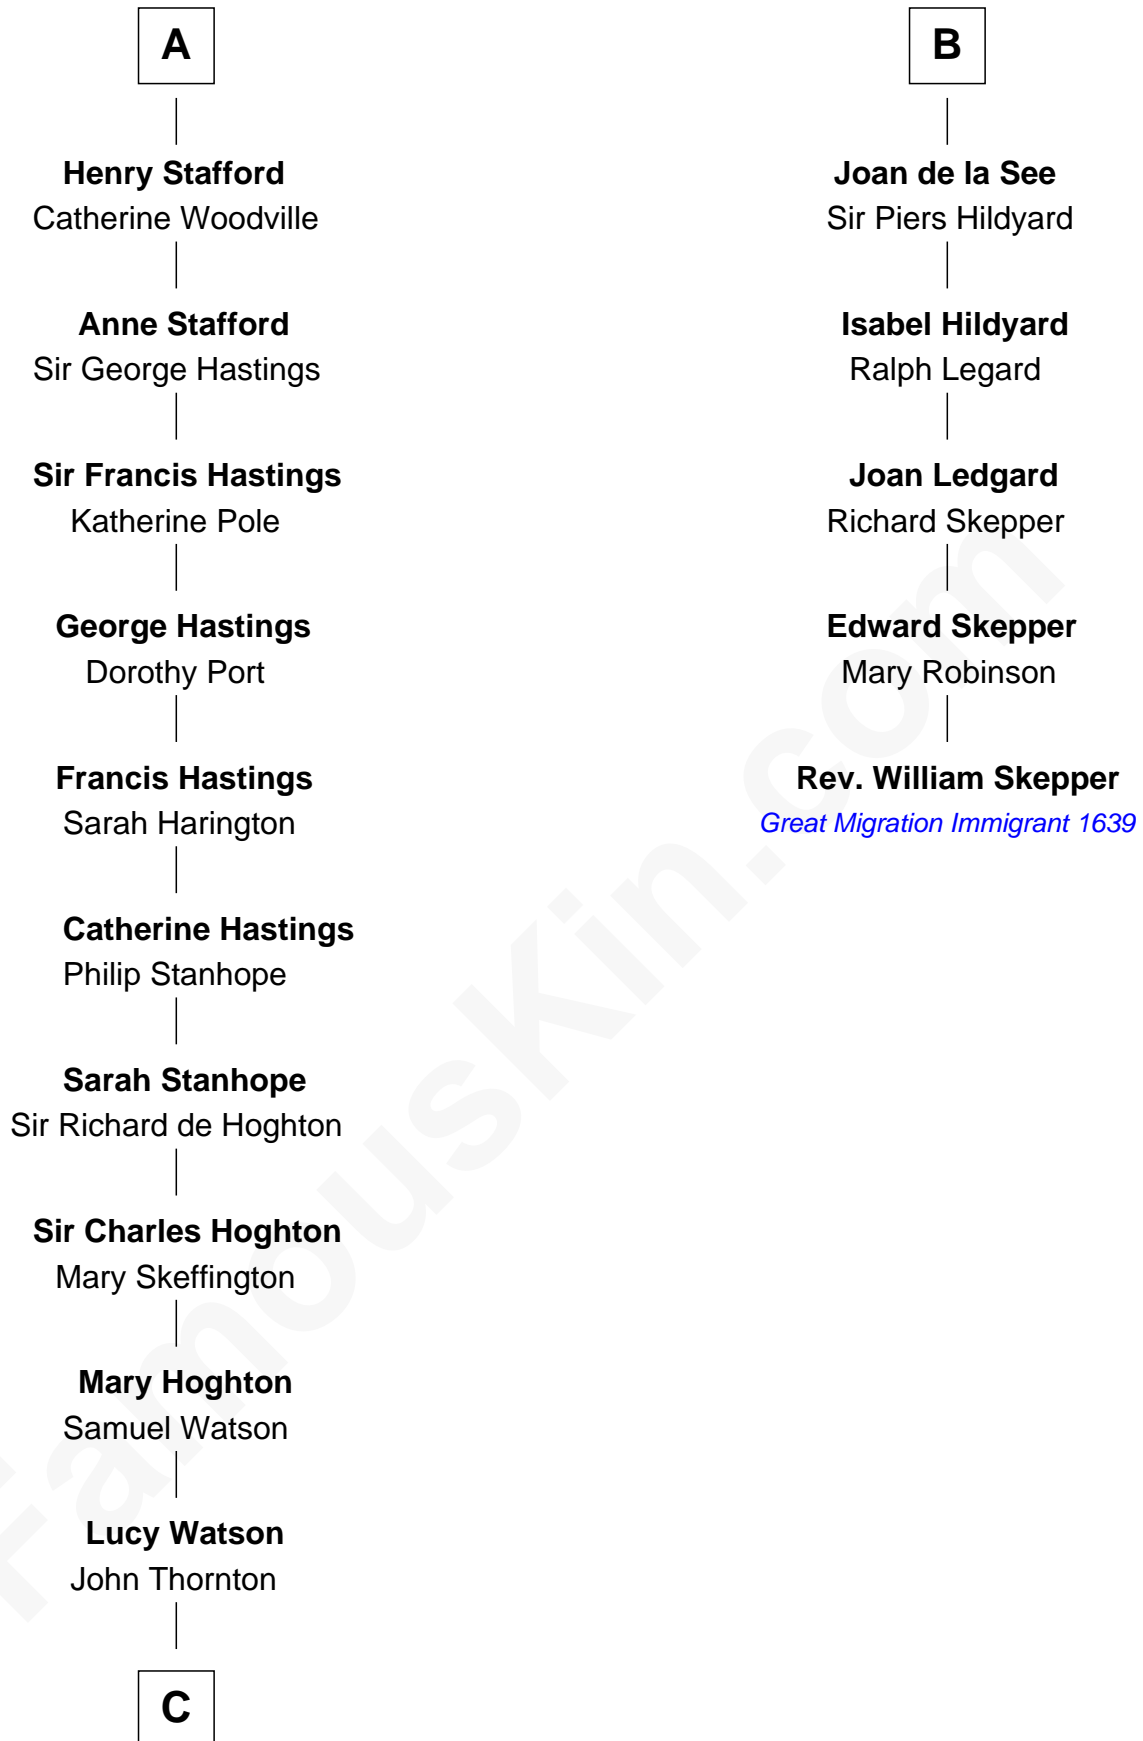 A
Henry Stafford
Catherine Woodville
Anne Stafford
Sir George Hastings
Sir Francis Hastings
Katherine Pole
George Hastings
Dorothy Port
Francis Hastings
Sarah Harington
Catherine Hastings
Philip Stanhope
Sarah Stanhope
Sir Richard de Hoghton
Sir Charles Hoghton
Mary Skeffington
Mary Hoghton
Samuel Watson
Lucy Watson
John Thornton
C
B
Joan de la See
Sir Piers Hildyard
Isabel Hildyard
Ralph Legard
Joan Ledgard
Richard Skepper
Edward Skepper
Mary Robinson
Rev. William Skepper
Great Migration Immigrant 1639
FamousKin.com